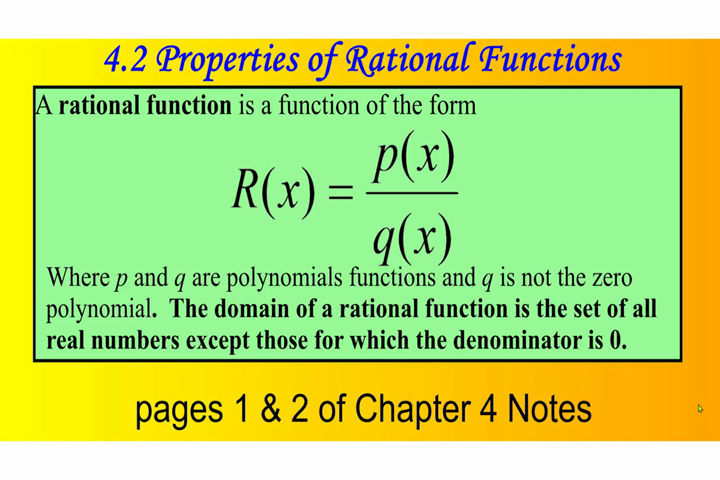 4.2 Properties of Rational Functions
A rational function is a function of the form
R(x) = p(x) / q(x)
Where p and q are polynomials functions and q is not the zero
polynomial. The domain of a rational function is the set of all
real numbers except those for which the denominator is 0.
pages 1 & 2 of Chapter 4 Notes